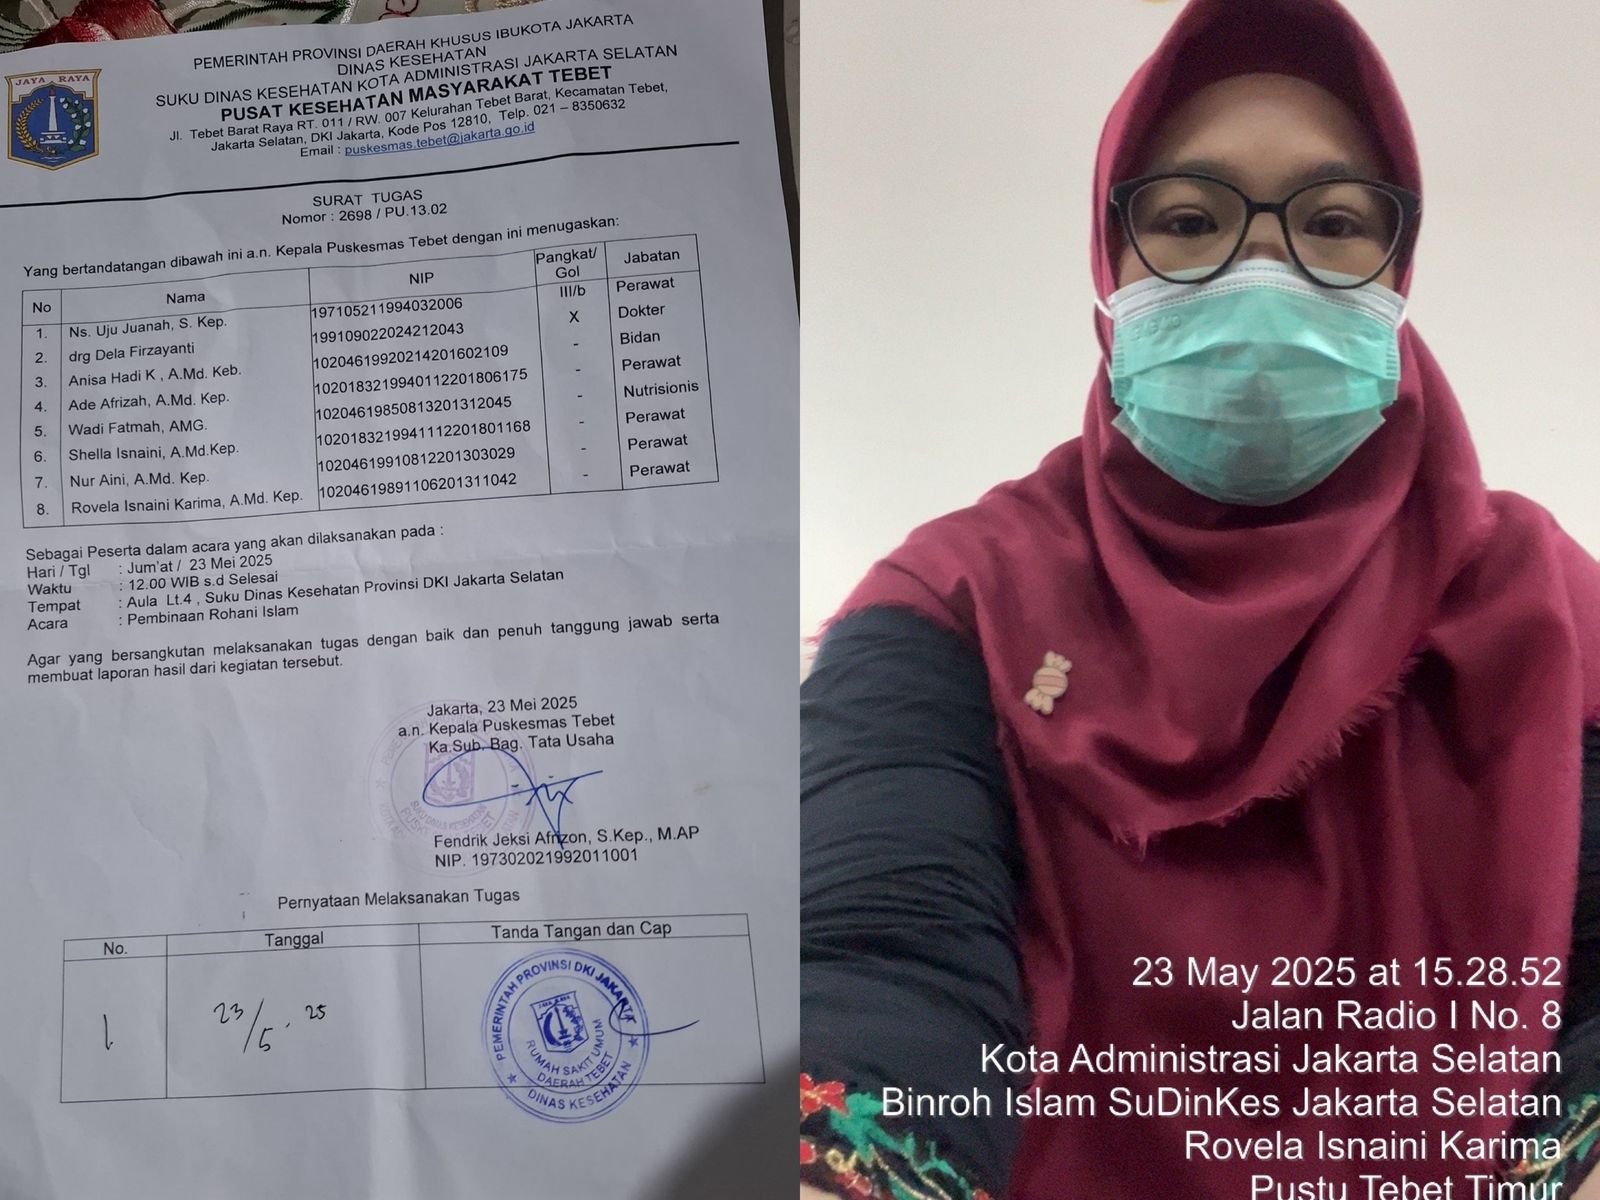 JAYA RAYA
PEMERINTAH PROVINSI DAERAH KHUSUS IBUKOTA JAKARTA
DINAS KESEHATAN
SUKU DINAS KESEHATAN KOTA ADMINISTRASI JAKARTA SELATAN
PUSAT KESEHATAN MASYARAKAT TEBET
Jl. Tebet Barat Raya RT. 011 / RW. 007 Kelurahan Tebet Barat, Kecamatan Tebet,
Jakarta Selatan, DKI Jakarta, Kode Pos 12810, Telp. 021 – 8350632
Email : puskesmas.tebet@jakarta.go.id
SURAT TUGAS
Nomor : 2698 / PU.13.02
Yang bertandatangan dibawah ini a.n. Kepala Puskesmas Tebet dengan ini menugaskan:
No Nama NIP Pangkat/ Gol Jabatan
1. Ns. Uju Juanah, S. Kep. 197105211994032006 III/b Perawat
2. drg Dela Firzayanti 199109022024212043 X Dokter
3. Anisa Hadi K , A.Md. Keb. 10204619920214201602109 - Bidan
4. Ade Afrizah, A.Md. Kep. 10201832199401122018061​75 - Perawat
5. Wadi Fatmah, AMG. 10204619850813201312045 - Nutrisionis
6. Shella Isnaini, A.Md.Kep. 10201832199411122018011​68 - Perawat
7. Nur Aini, A.Md. Kep. 10204619910812201303029 - Perawat
8. Rovela Isnaini Karima, A.Md. Kep. 10204619891106201311042 - Perawat
Sebagai Peserta dalam acara yang akan dilaksanakan pada :
Hari / Tgl : Jum'at / 23 Mei 2025
Waktu : 12.00 WIB s.d Selesai
Tempat : Aula Lt.4 , Suku Dinas Kesehatan Provinsi DKI Jakarta Selatan
Acara : Pembinaan Rohani Islam
Agar yang bersangkutan melaksanakan tugas dengan baik dan penuh tanggung jawab serta
membuat laporan hasil dari kegiatan tersebut.
Jakarta, 23 Mei 2025
a.n. Kepala Puskesmas Tebet
Ka.Sub. Bag. Tata Usaha
Fendrik Jeksi Afrizon, S.Kep., M.AP
NIP. 197302021992011001
Pernyataan Melaksanakan Tugas
No. Tanggal Tanda Tangan dan Cap
1 23/5.25
PEMERINTAH PROVINSI DKI JAKARTA
JAYA RAYA
RUMAH SAKIT UMUM
DAERAH TEBET
DINAS KESEHATAN
23 May 2025 at 15.28.52
Jalan Radio I No. 8
Kota Administrasi Jakarta Selatan
Binroh Islam SuDinKes Jakarta Selatan
Rovela Isnaini Karima
Pustu Tebet Timur